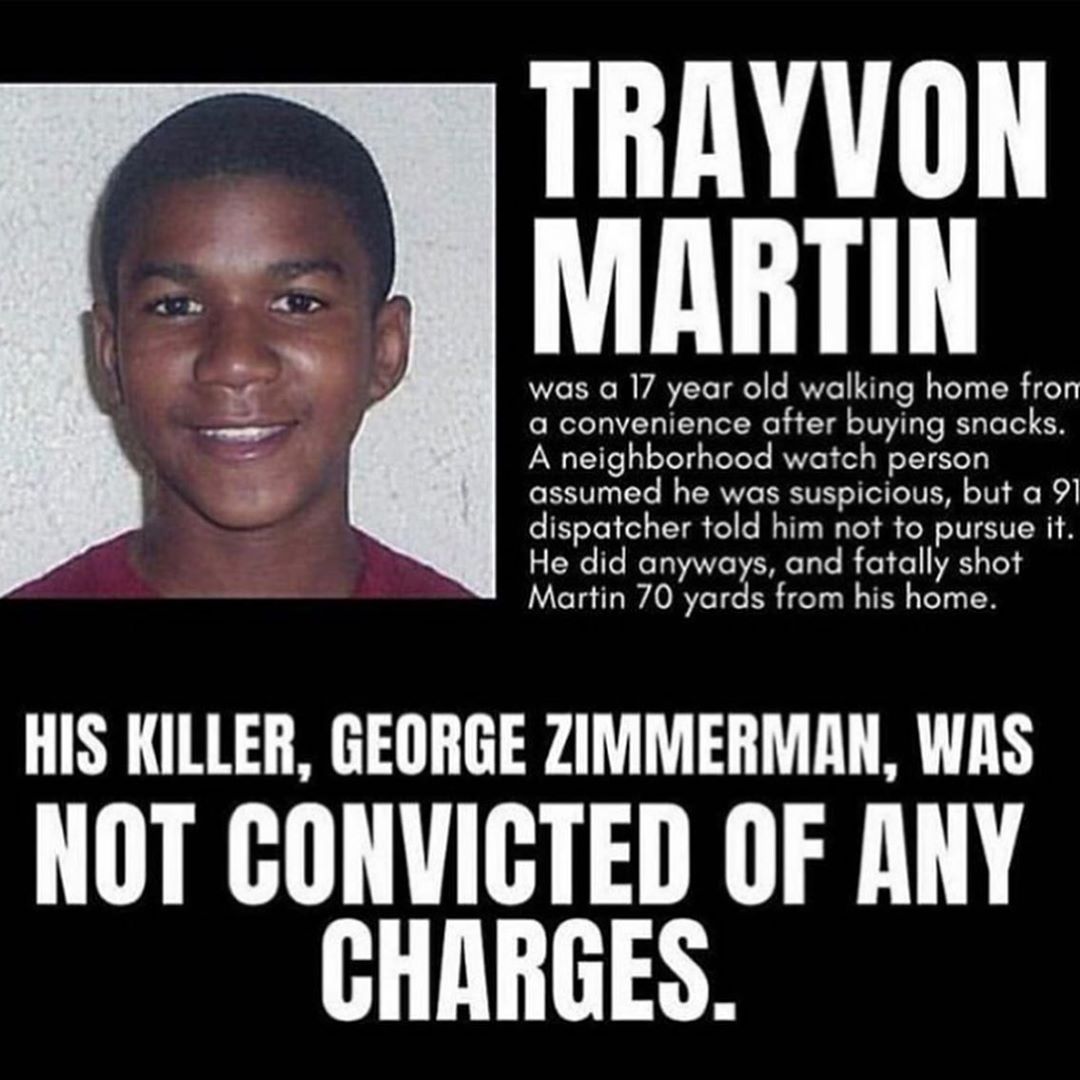 TRAYVON
MARTIN
was a 17 year old walking home from
a convenience after buying snacks.
A neighborhood watch person
assumed he was suspicious, but a 91
dispatcher told him not to pursue it.
He did anyways, and fatally shot
Martin 70 yards from his home.
HIS KILLER, GEORGE ZIMMERMAN, WAS
NOT CONVICTED OF ANY
CHARGES.